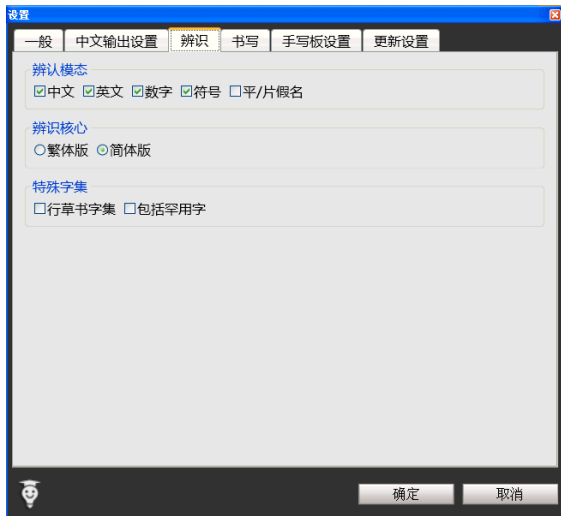 设置
一般 中文输出设置 辨识 书写 手写板设置 更新设置
辨认模态
中文 英文 数字 符号 平/片假名
辨识核心
繁体版 简体版
特殊字集
行草书字集 包括罕用字
确定 取消